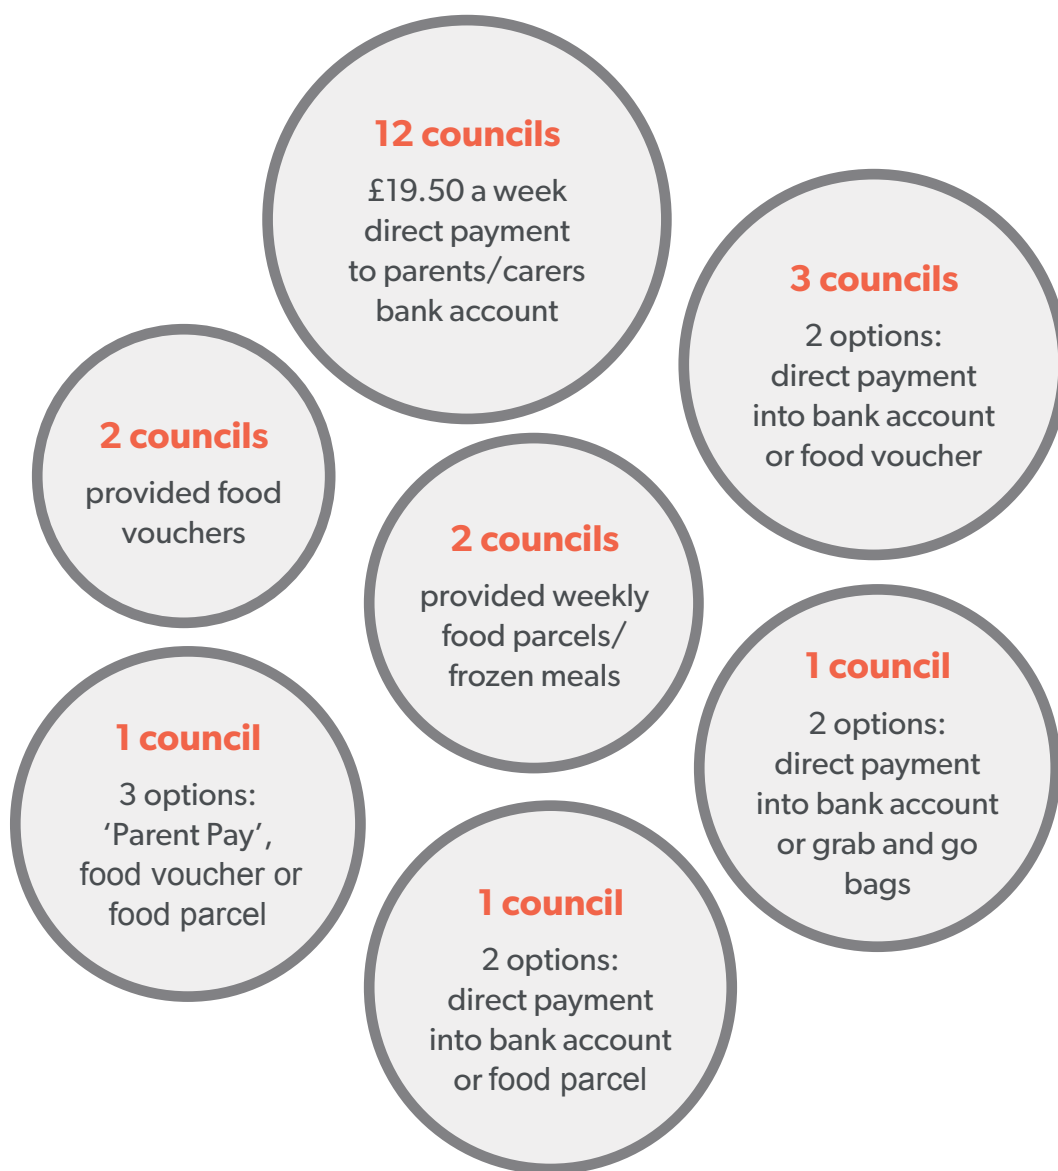 12 councils
£19.50 a week
direct payment
to parents/carers
bank account
3 councils
2 options:
direct payment
into bank account
or food voucher
2 councils
provided food
vouchers
2 councils
provided weekly
food parcels/
frozen meals
1 council
2 options:
direct payment
into bank account
or grab and go
bags
1 council
3 options:
‘Parent Pay’,
food voucher or
food parcel
1 council
2 options:
direct payment
into bank account
or food parcel